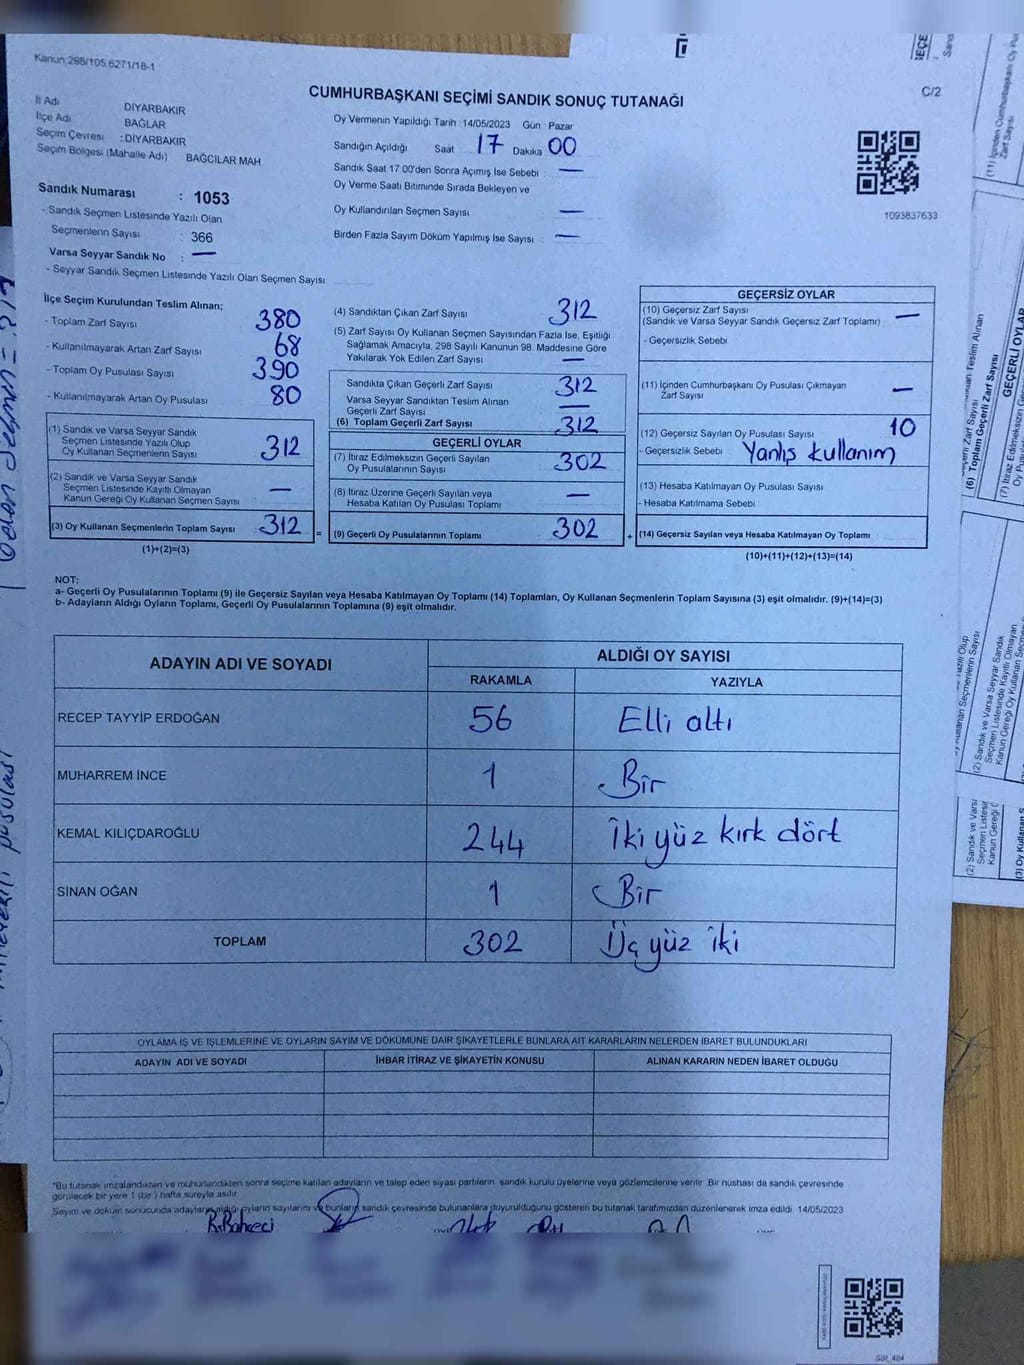 Kanun:298/105,6271/18-1
C/2
CUMHURBAŞKANI SEÇİMİ SANDIK SONUÇ TUTANAĞI
İl Adı DİYARBAKIR
İlçe Adı BAĞLAR
Seçim Çevresi :DİYARBAKIR
Seçim Bölgesi (Mahalle Adı) BAĞCILAR MAH.
Oy Vermenin Yapıldığı Tarih :14/05/2023 Gün Pazar
Sandığın Açıldığı Saat 17 Dakika 00
Sandık Saat 17:00'den Sonra Açımış İse Sebebi : —
Oy Verme Saati Bitiminde Sırada Bekleyen ve
Oy Kullandırılan Seçmen Sayısı —
Birden Fazla Sayım Döküm Yapılmış İse Sayısı : —
1093837633
Sandık Numarası : 1053
- Sandık Seçmen Listesinde Yazılı Olan
Seçmenlerin Sayısı : 366
Varsa Seyyar Sandık No : —
- Seyyar Sandık Seçmen Listesinde Yazılı Olan Seçmen Sayısı:
İlçe Seçim Kurulundan Teslim Alınan;
- Toplam Zarf Sayısı 380
- Kullanılmayarak Artan Zarf Sayısı 68
- Toplam Oy Pusulası Sayısı 390
- Kullanılmayarak Artan Oy Pusulası 80
(1) Sandık ve Varsa Seyyar Sandık
Seçmen Listesinde Yazılı Olup
Oy Kullanan Seçmenlerin Sayısı 312
(2) Sandık ve Varsa Seyyar Sandık
Seçmen Listesinde Kayıtlı Olmayan
Kanun Gereği Oy Kullanan Seçmen Sayısı —
(3) Oy Kullanan Seçmenlerin Toplam Sayısı 312 =
(1)+(2)=(3)
(4) Sandıktan Çıkan Zarf Sayısı 312
(5) Zarf Sayısı Oy Kullanan Seçmen Sayısından Fazla İse, Eşitliği
Sağlamak Amacıyla, 298 Sayılı Kanunun 98. Maddesine Göre
Yakılarak Yok Edilen Zarf Sayısı —
Sandıkta Çıkan Geçerli Zarf Sayısı 312
Varsa Seyyar Sandıktan Teslim Alınan
Geçerli Zarf Sayısı —
(6) Toplam Geçerli Zarf Sayısı 312
GEÇERLİ OYLAR
(7) İtiraz Edilmeksizin Geçerli Sayılan
Oy Pusulalarının Sayısı 302
(8) İtiraz Üzerine Geçerli Sayılan veya
Hesaba Katılan Oy Pusulası Toplamı —
(9) Geçerli Oy Pusulalarının Toplamı 302 +
GEÇERSİZ OYLAR
(10) Geçersiz Zarf Sayısı
(Sandık ve Varsa Seyyar Sandık Geçersiz Zarf Toplamı) : —
- Geçersizlik Sebebi
(11) İçinden Cumhurbaşkanı Oy Pusulası Çıkmayan
Zarf Sayısı —
(12) Geçersiz Sayılan Oy Pusulası Sayısı 10
- Geçersizlik Sebebi Yanlış kullanım
(13) Hesaba Katılmayan Oy Pusulası Sayısı
- Hesaba Katılmama Sebebi
(14) Geçersiz Sayılan veya Hesaba Katılmayan Oy Toplamı
(10)+(11)+(12)+(13)=(14)
NOT:
a- Geçerli Oy Pusulalarının Toplamı (9) ile Geçersiz Sayılan veya Hesaba Katılmayan Oy Toplamı (14) Toplamları, Oy Kullanan Seçmenlerin Toplam Sayısına (3) eşit olmalıdır. (9)+(14)=(3)
b- Adayların Aldığı Oyların Toplamı, Geçerli Oy Pusulalarının Toplamına (9) eşit olmalıdır.
ADAYIN ADI VE SOYADI ALDIĞI OY SAYISI
RAKAMLA YAZIYLA
RECEP TAYYİP ERDOĞAN 56 Elli altı
MUHARREM İNCE 1 Bir
KEMAL KILIÇDAROĞLU 244 İki yüz kırk dört
SİNAN OĞAN 1 Bir
TOPLAM 302 Üç yüz iki
OYLAMA İŞ VE İŞLEMLERİNE VE OYLARIN SAYIM VE DÖKÜMÜNE DAİR ŞİKAYETLERLE BUNLARA AİT KARARLARIN NELERDEN İBARET BULUNDUKLARI
ADAYIN ADI VE SOYADI İHBAR İTİRAZ VE ŞİKAYETİN KONUSU ALINAN KARARIN NEDEN İBARET OLDUĞU
*Bu tutanak imzalandıkten ve mühürlendikten sonra seçime katılan adayların ve talep eden siyasi partilerin sandık kurulu üyelerine veya gözlemcilerine verilir. Bir nüshası da sandık çevresinde
görülecek bir yere 1 (bir) hafta süreyle asılır.
Sayım ve döküm sonucunda adayların aldığı oyların sayılarını ve bunların sandık çevresinde bulunanlara duyurulduğunu gösteren bu tutanak tarafımızdan düzenlenerek imza edildi. 14/05/2023